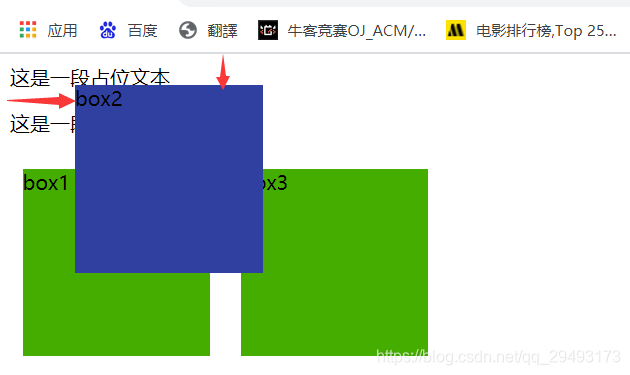 应用 百度 翻譯 牛客竞赛OJ_ACM/... 电影排行榜,Top 25...
这是一段占位文本
box2
这是一段
box1 box3
https://blog.csdn.net/qq_29493173